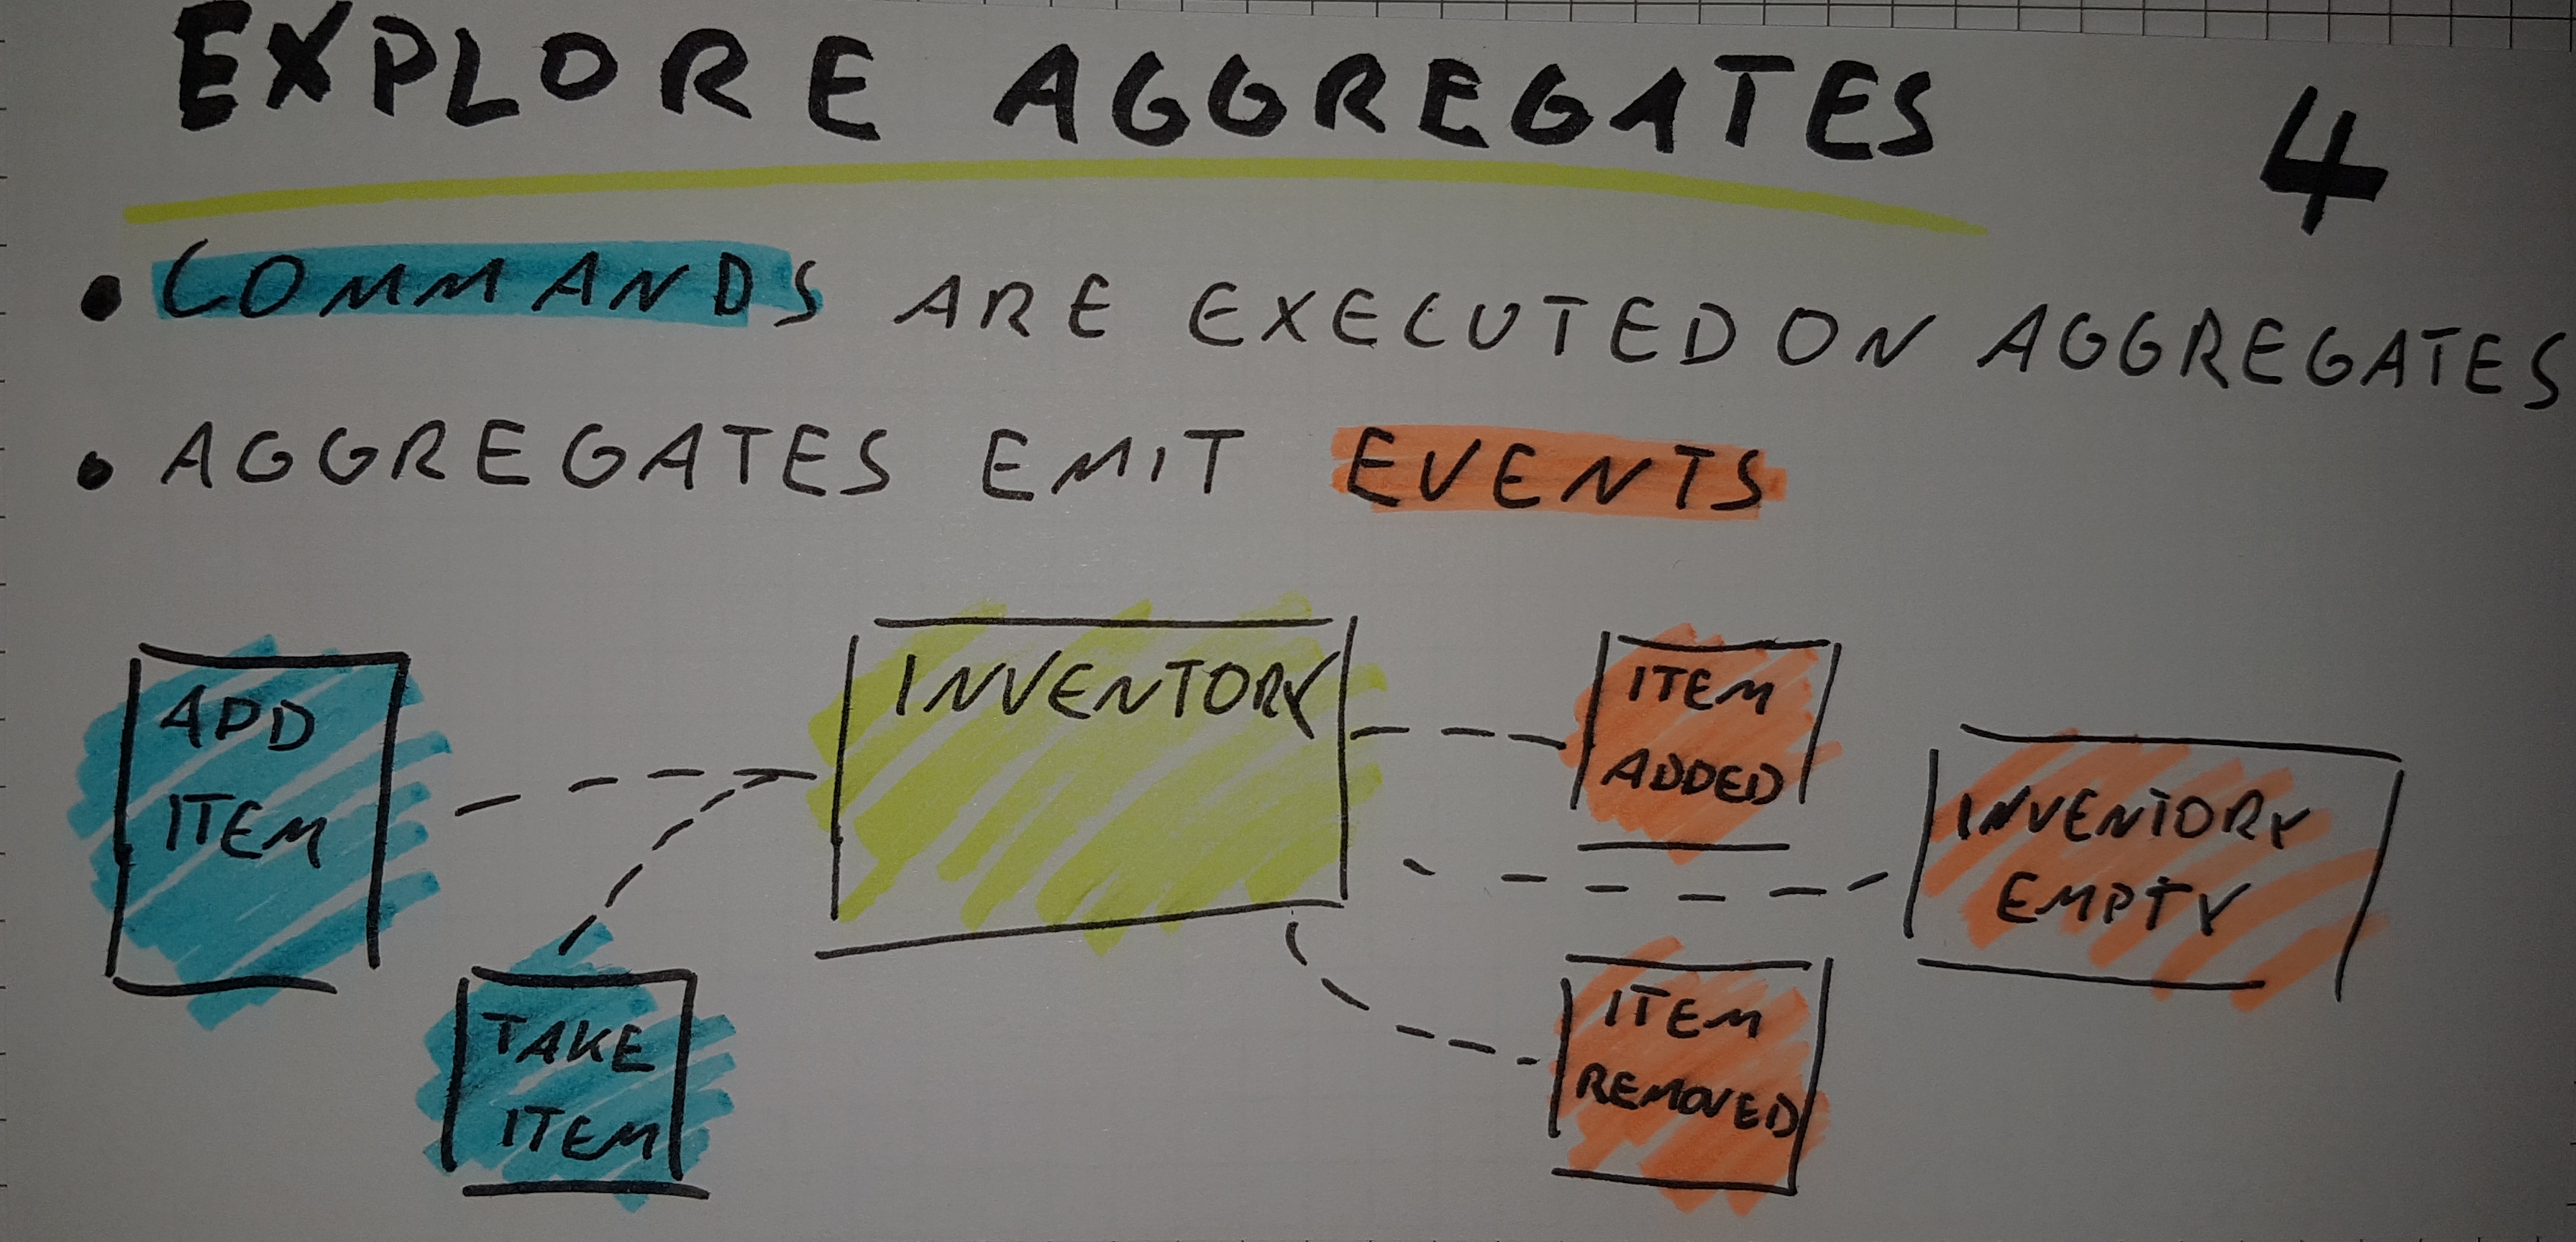 EXPLORE AGGREGATES
4
• COMMANDS ARE EXECUTED ON AGGREGATES
• AGGREGATES EMIT EVENTS
ADD
ITEM
TAKE
ITEM
INVENTORY
ITEM
ADDED
INVENTORY
EMPTY
ITEM
REMOVED